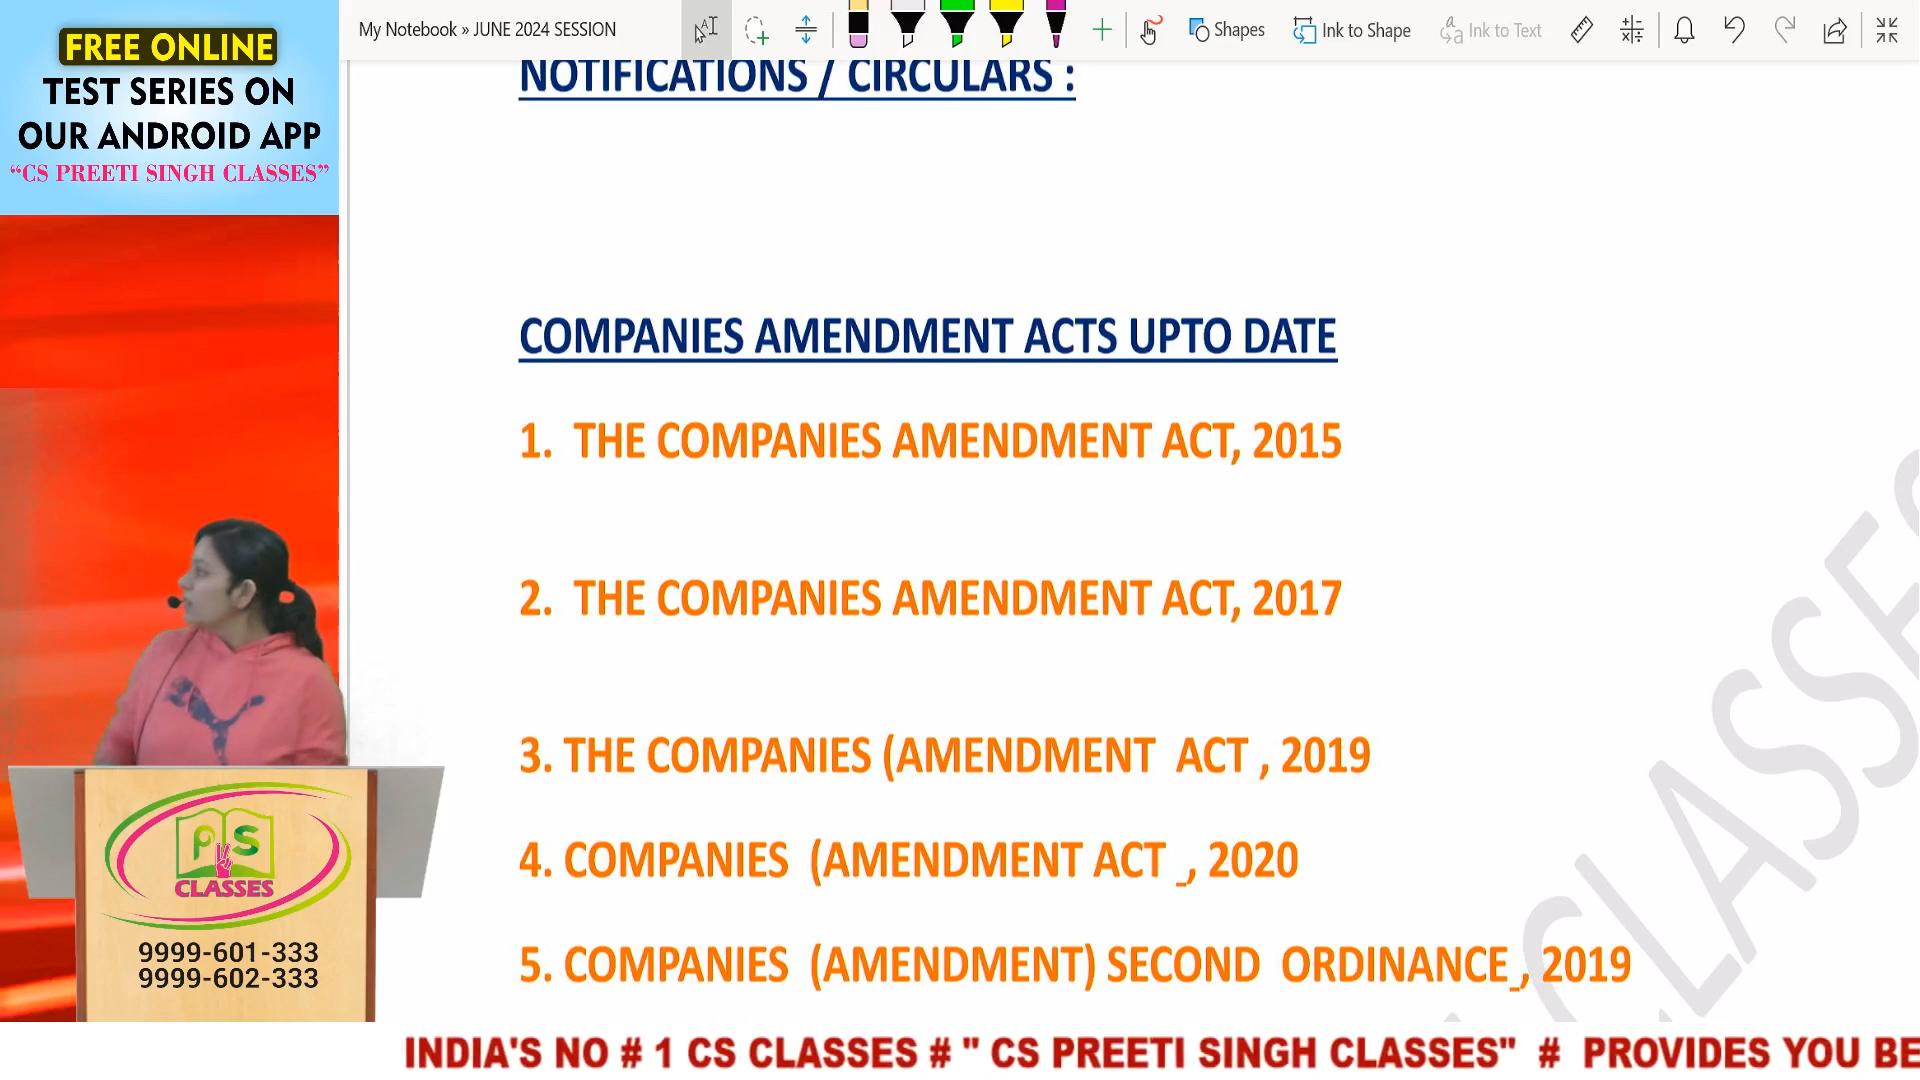 FREE ONLINE
TEST SERIES ON
OUR ANDROID APP
“CS PREETI SINGH CLASSES”
My Notebook » JUNE 2024 SESSION
Shapes
Ink to Shape
Ink to Text
NOTIFICATIONS / CIRCULARS :
COMPANIES AMENDMENT ACTS UPTO DATE
1. THE COMPANIES AMENDMENT ACT, 2015
2. THE COMPANIES AMENDMENT ACT, 2017
3. THE COMPANIES (AMENDMENT ACT , 2019
4. COMPANIES (AMENDMENT ACT _, 2020
5. COMPANIES (AMENDMENT) SECOND ORDINANCE_, 2019
CLASSES
PS
CLASSES
9999-601-333
9999-602-333
INDIA'S NO # 1 CS CLASSES # " CS PREETI SINGH CLASSES" # PROVIDES YOU BE